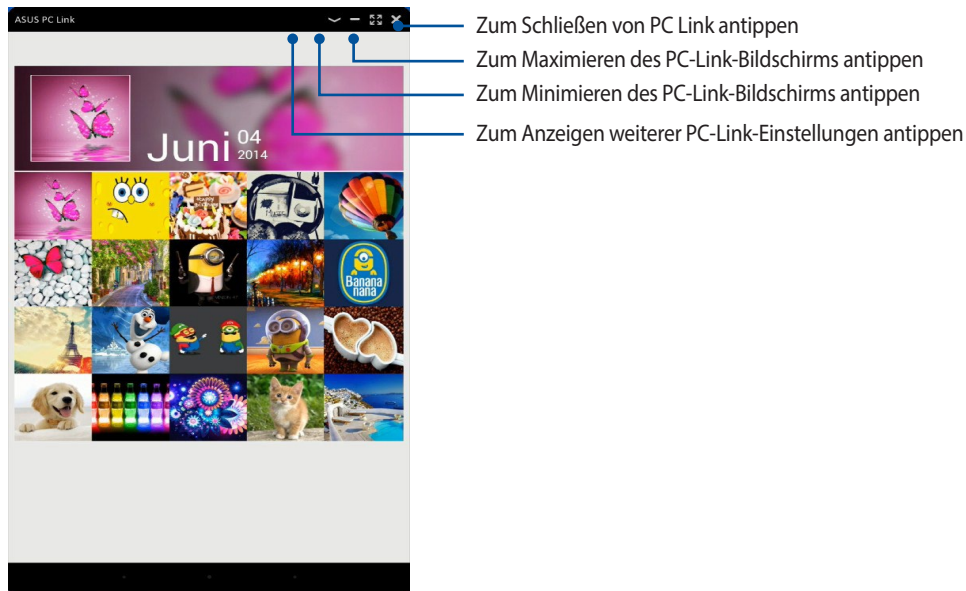 ASUS PC Link
Zum Schließen von PC Link antippen
Zum Maximieren des PC-Link-Bildschirms antippen
Zum Minimieren des PC-Link-Bildschirms antippen
Zum Anzeigen weiterer PC-Link-Einstellungen antippen
Juni 04
2014
Happy
Banana
nana